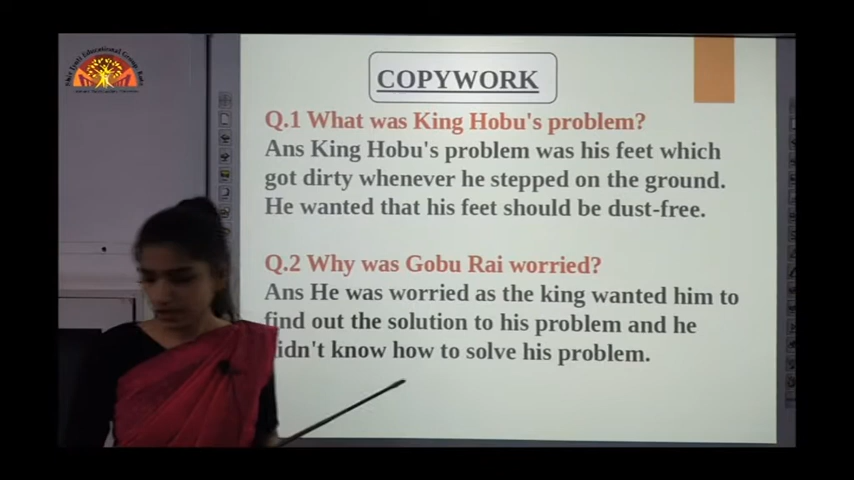 COPYWORK
Q.1 What was King Hobu's problem?
Ans King Hobu's problem was his feet which
got dirty whenever he stepped on the ground.
He wanted that his feet should be dust-free.
Q.2 Why was Gobu Rai worried?
Ans He was worried as the king wanted him to
find out the solution to his problem and he
didn't know how to solve his problem.